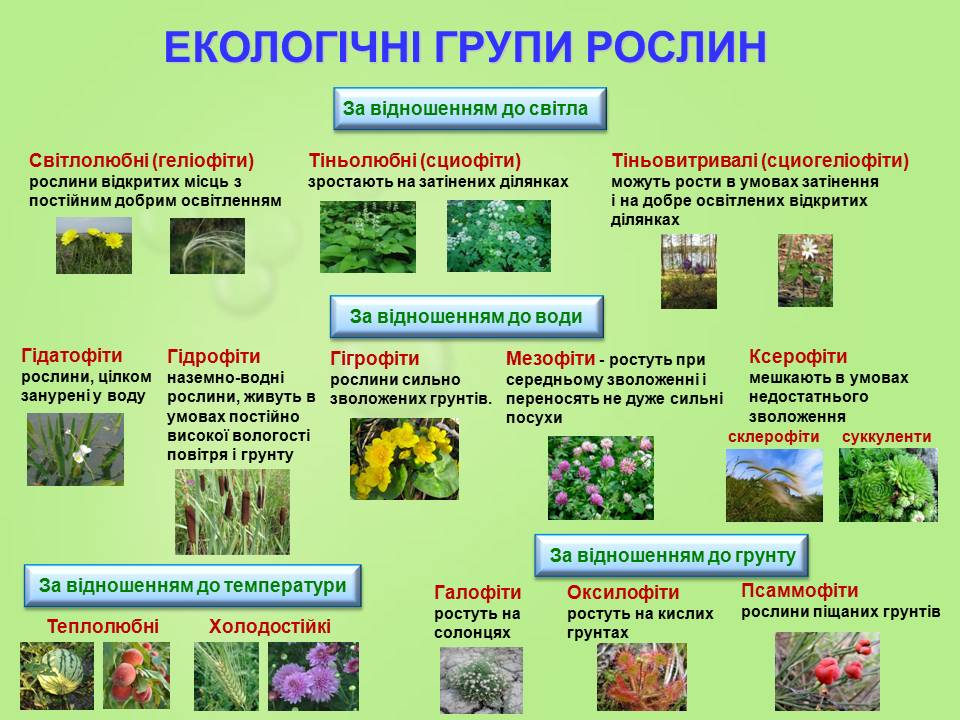 ЕКОЛОГІЧНІ ГРУПИ РОСЛИН
За відношенням до світла
Світлолюбні (геліофіти)
рослини відкритих місць з
постійним добрим освітленням
Тіньолюбні (сциофіти)
зростають на затінених ділянках
Тіньовитривалі (сциогеліофіти)
можуть рости в умовах затінення
і на добре освітлених відкритих
ділянках
За відношенням до води
Гідатофіти
рослини, цілком
занурені у воду
Гідрофіти
наземно-водні
рослини, живуть в
умовах постійно
високої вологості
повітря і грунту
Гігрофіти
рослини сильно
зволожених грунтів.
Мезофіти - ростуть при
середньому зволоженні і
переносять не дуже сильні
посухи
Ксерофіти
мешкають в умовах
недостатнього
зволоження
склерофіти
суккуленти
За відношенням до температури
Теплолюбні
Холодостійкі
За відношенням до грунту
Галофіти
ростуть на
солонцях
Оксилофіти
ростуть на кислих
грунтах
Псаммофіти
рослини піщаних грунтів